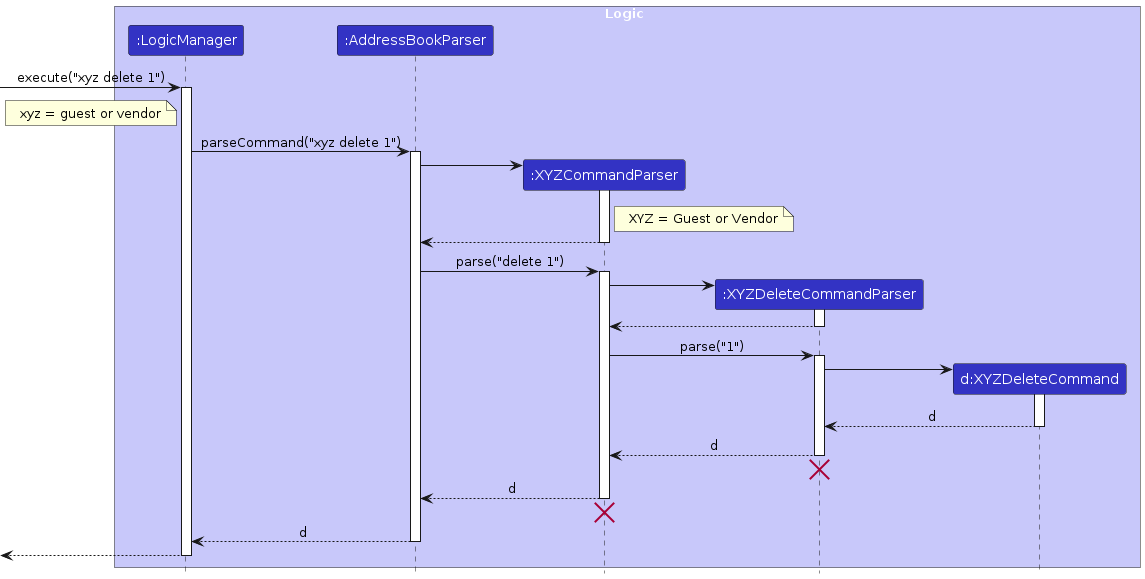 Logic
:LogicManager
:AddressBookParser
execute("xyz delete 1")
xyz = guest or vendor
parseCommand("xyz delete 1")
:XYZCommandParser
XYZ = Guest or Vendor
parse("delete 1")
:XYZDeleteCommandParser
parse("1")
d:XYZDeleteCommand
d
d
d
d